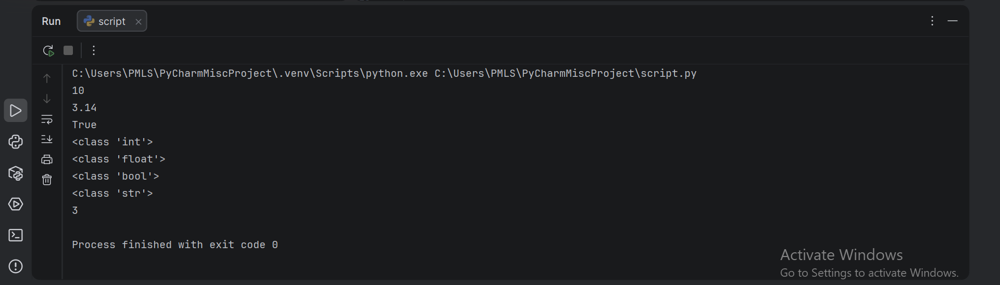 Run script
C:\Users\PMLS\PyCharmMiscProject\.venv\Scripts\python.exe C:\Users\PMLS\PyCharmMiscProject\script.py
10
3.14
True
<class 'int'>
<class 'float'>
<class 'bool'>
<class 'str'>
3
Process finished with exit code 0
Activate Windows
Go to Settings to activate Windows.